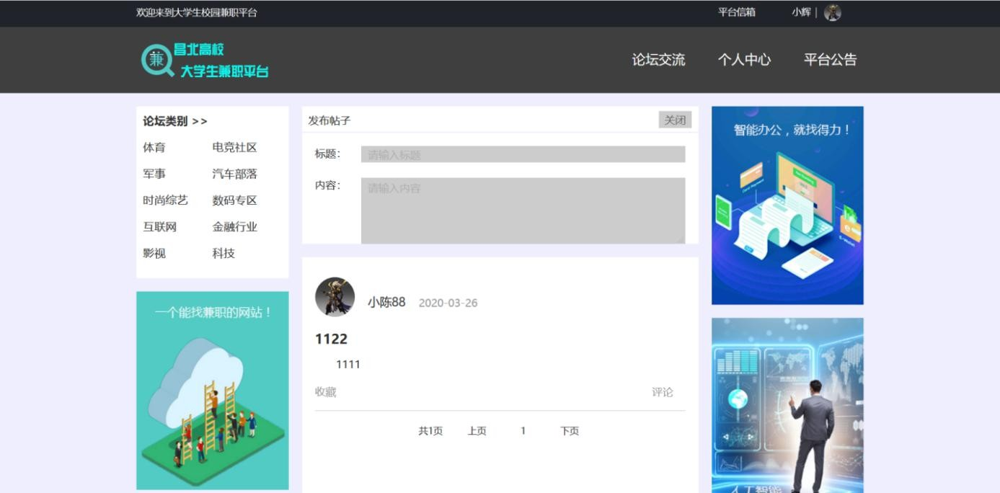 欢迎来到大学生校园兼职平台
平台信箱
小辉 |
兼
昌北高校
大学生兼职平台
论坛交流 个人中心 平台公告
论坛类别 >>
体育 电竞社区
军事 汽车部落
时尚综艺 数码专区
互联网 金融行业
影视 科技
一个能找兼职的网站！
发布帖子 关闭
标题： 请输入标题
内容： 请输入内容
小陈88 2020-03-26
1122
1111
收藏 评论
共1页 上页 1 下页
智能办公，就找得力！
人工智能